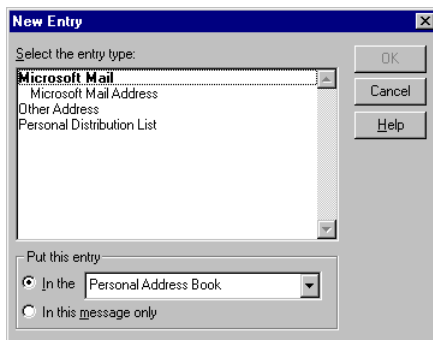 New Entry
Select the entry type:
OK
Microsoft Mail
Microsoft Mail Address
Cancel
Other Address
Personal Distribution List
Help
Put this entry
In the
Personal Address Book
In this message only